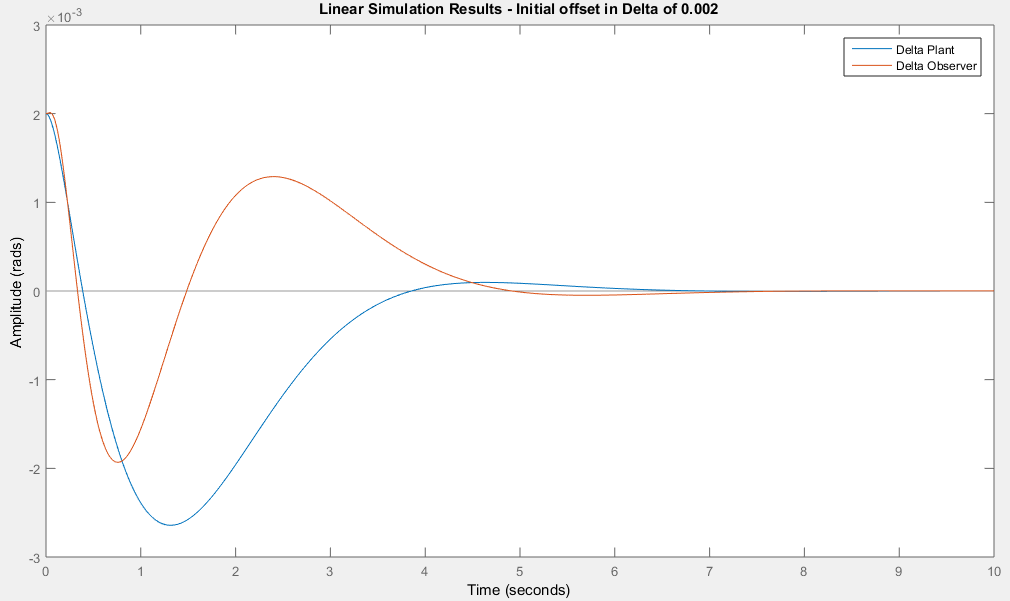 Linear Simulation Results - Initial offset in Delta of 0.002
×10-3
Delta Plant
Delta Observer
3
2
1
0
-1
-2
-3
Amplitude (rads)
0 1 2 3 4 5 6 7 8 9 10
Time (seconds)